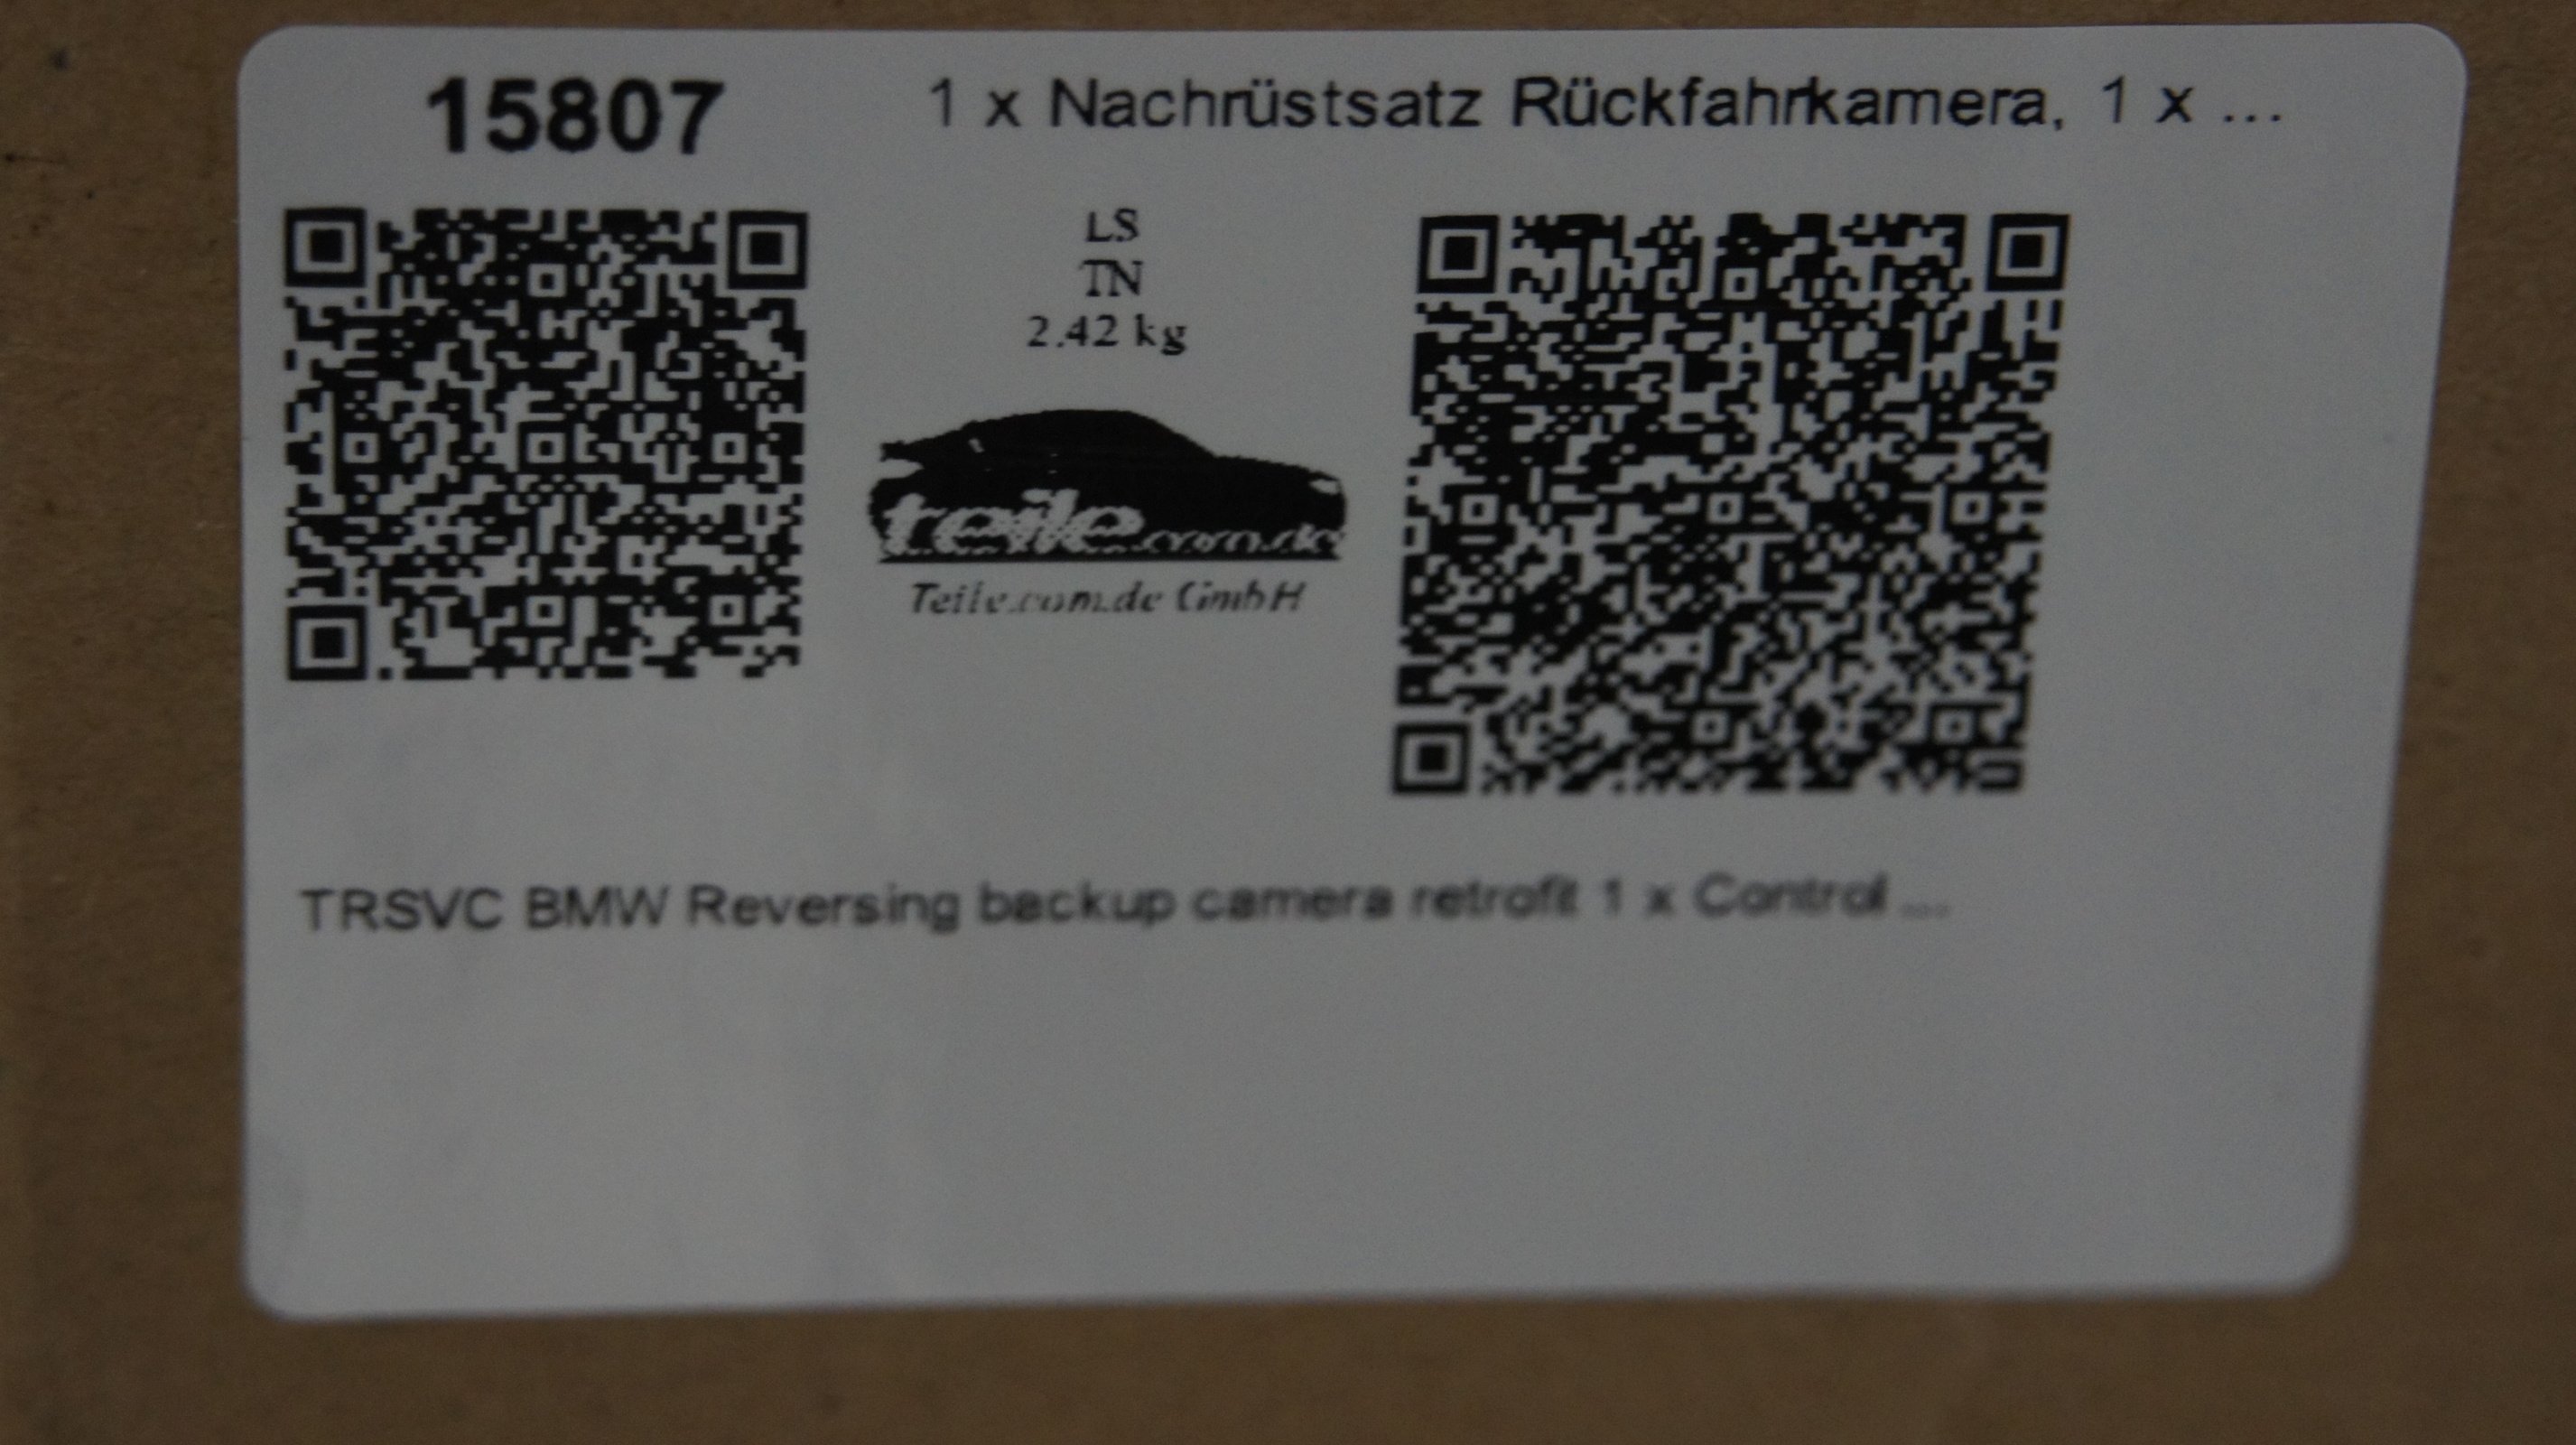 15807
1 x Nachrüstsatz Rückfahrkamera, 1 x ...
LS
TN
2.42 kg
teile.com.de
Teile.com.de GmbH
TRSVC BMW Reversing backup camera retrofit 1 x Control ...